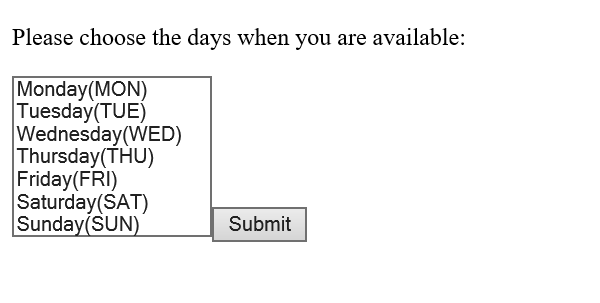 Please choose the days when you are available:
Monday(MON)
Tuesday(TUE)
Wednesday(WED)
Thursday(THU)
Friday(FRI)
Saturday(SAT)
Sunday(SUN)
Submit